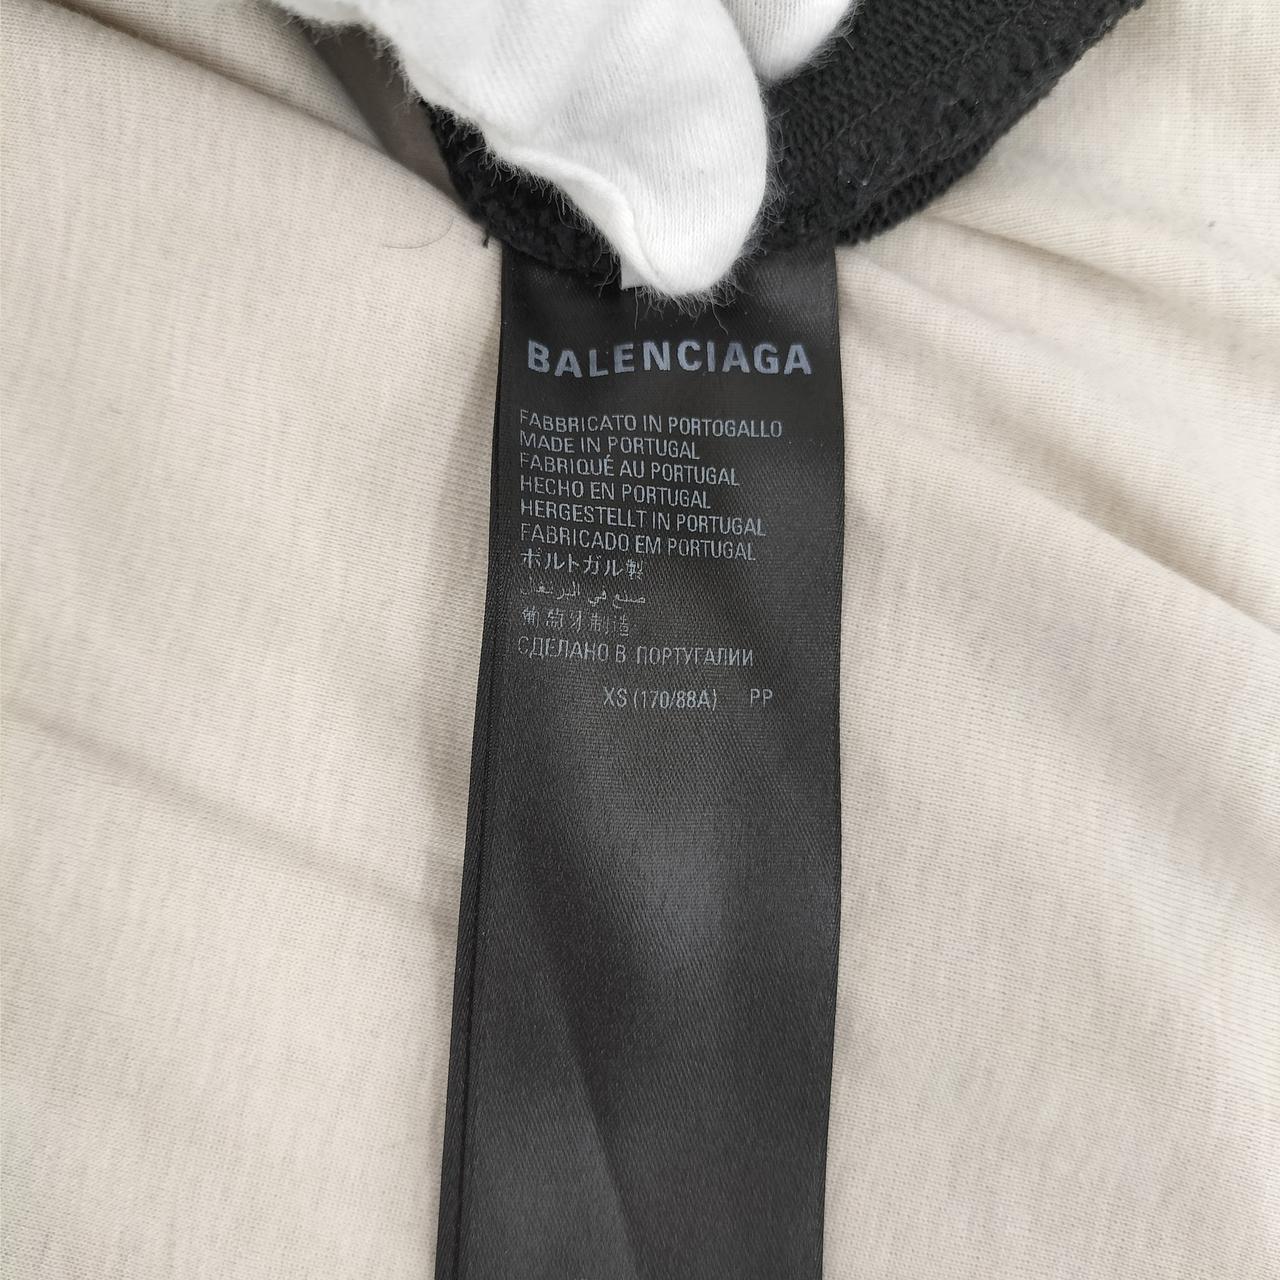 BALENCIAGA
FABBRICATO IN PORTOGALLO
MADE IN PORTUGAL
FABRIQUÉ AU PORTUGAL
HECHO EN PORTUGAL
HERGESTELLT IN PORTUGAL
FABRICADO EM PORTUGAL
ポルトガル製
صنع في البرتغال
葡萄牙制造
СДЕЛАНО В ПОРТУГАЛИИ
XS (170/88A) PP